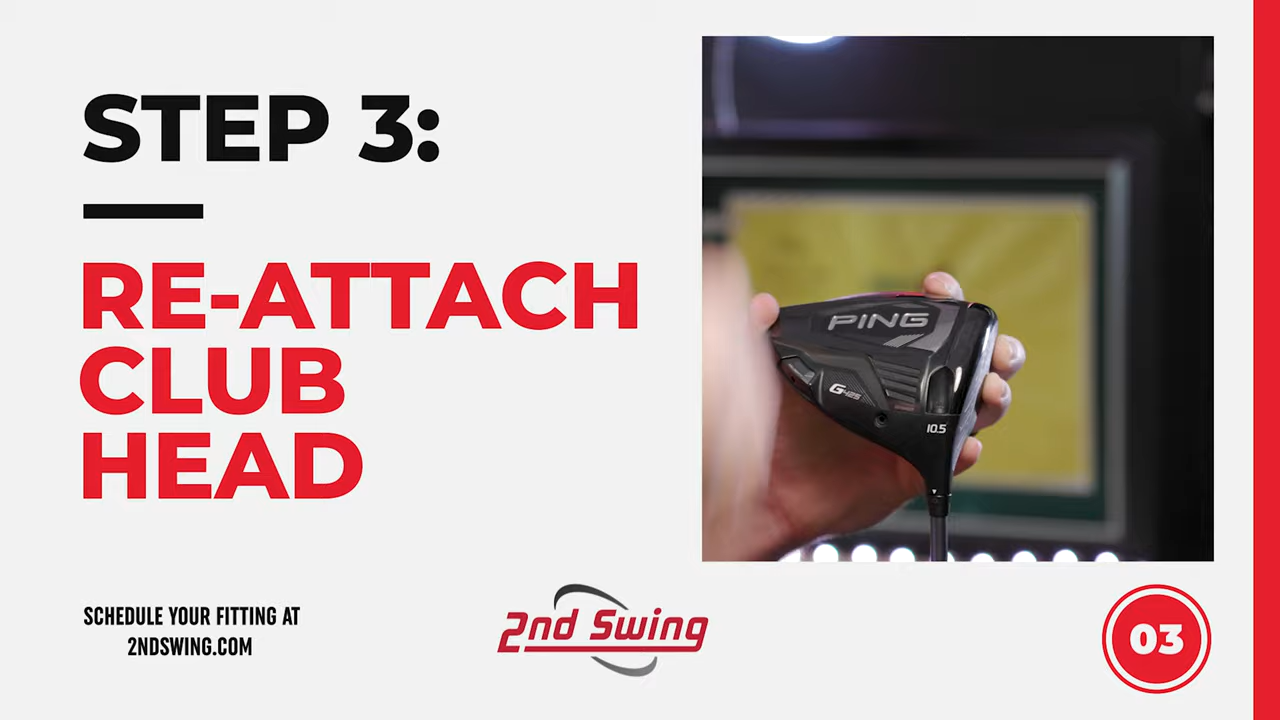 STEP 3:
RE-ATTACH
CLUB
HEAD
PING
G425
10.5
SCHEDULE YOUR FITTING AT
2NDSWING.COM
2nd Swing
03